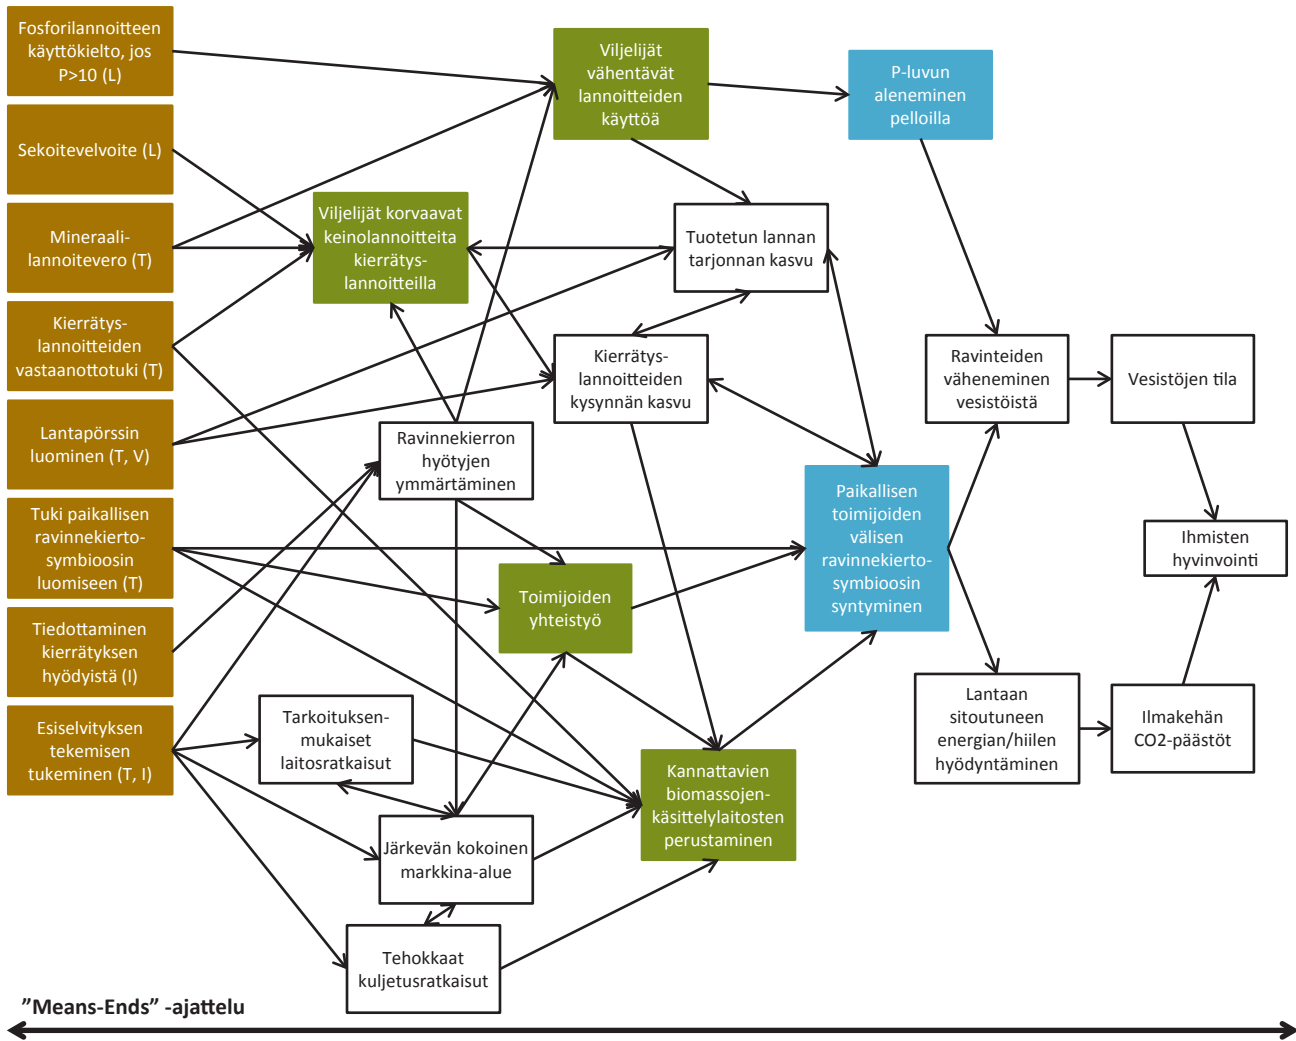 Fosforilannoitteen
käyttökielto, jos
P>10 (L)
Sekoitevelvoite (L)
Mineraali-
lannoitevero (T)
Kierrätys-
lannoitteiden
vastaanottotuki (T)
Lantapörssin
luominen (T, V)
Tuki paikallisen
ravinnekierto-
symbioosin
luomiseen (T)
Tiedottaminen
kierrätyksen
hyödyistä (I)
Esiselvityksen
tekemisen
tukeminen (T, I)
Viljelijät korvaavat
keinolannoitteita
kierrätys-
lannoitteilla
Ravinnekierron
hyötyjen
ymmärtäminen
Tarkoituksen-
mukaiset
laitosratkaisut
Järkevän kokoinen
markkina-alue
Tehokkaat
kuljetusratkaisut
Viljelijät
vähentävät
lannoitteiden
käyttöä
Tuotetun lannan
tarjonnan kasvu
Kierrätys-
lannoitteiden
kysynnän kasvu
Toimijoiden
yhteistyö
Kannattavien
biomassojen-
käsittelylaitosten
perustaminen
P-luvun
aleneminen
pelloilla
Paikallisen
toimijoiden
välisen
ravinnekierto-
symbioosin
syntyminen
Ravinteiden
väheneminen
vesistöistä
Vesistöjen tila
Ihmisten
hyvinvointi
Lantaan
sitoutuneen
energian/hiilen
hyödyntäminen
Ilmakehän
CO2-päästöt
”Means-Ends” -ajattelu